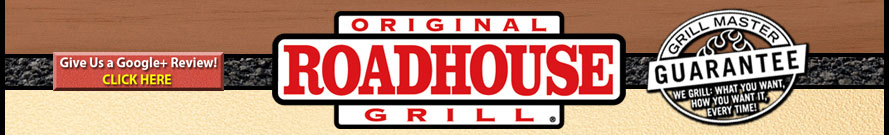 Give Us a Google+ Review!
CLICK HERE
ORIGINAL
ROADHOUSE
GRILL®
GRILL MASTER
GUARANTEE
WE GRILL: WHAT YOU WANT,
HOW YOU WANT IT,
EVERY TIME!